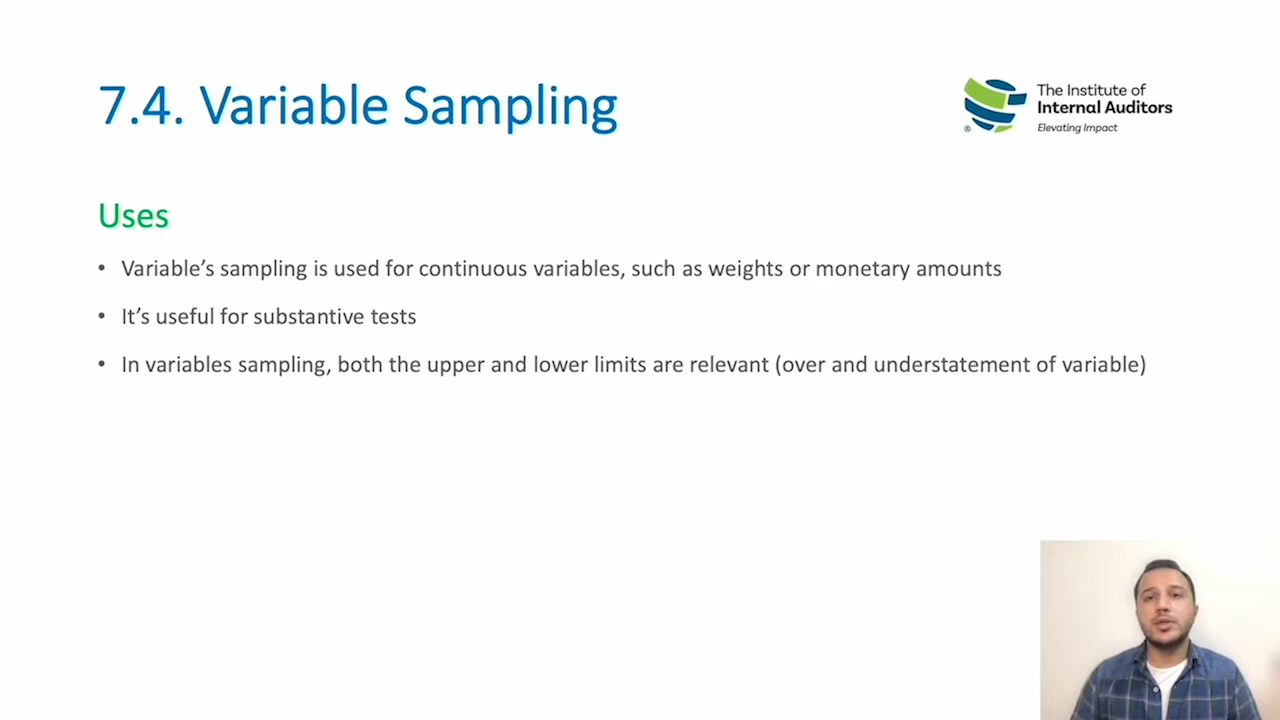 7.4. Variable Sampling
The Institute of
Internal Auditors
®
Elevating Impact
Uses
• Variable’s sampling is used for continuous variables, such as weights or monetary amounts
• It’s useful for substantive tests
• In variables sampling, both the upper and lower limits are relevant (over and understatement of variable)